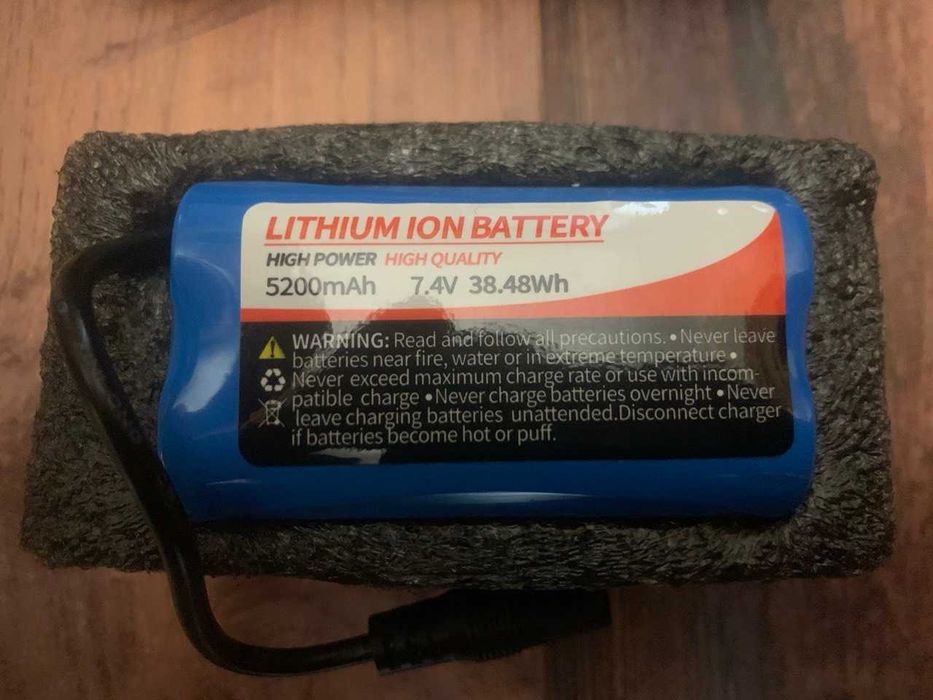 LITHIUM ION BATTERY
HIGH POWER HIGH QUALITY
5200mAh 7.4V 38.48Wh
WARNING: Read and follow all precautions. • Never leave
batteries near fire, water or in extreme temperature •
Never exceed maximum charge rate or use with incom-
patible charge • Never charge batteries overnight • Never
leave charging batteries unattended.Disconnect charger
if batteries become hot or puff.